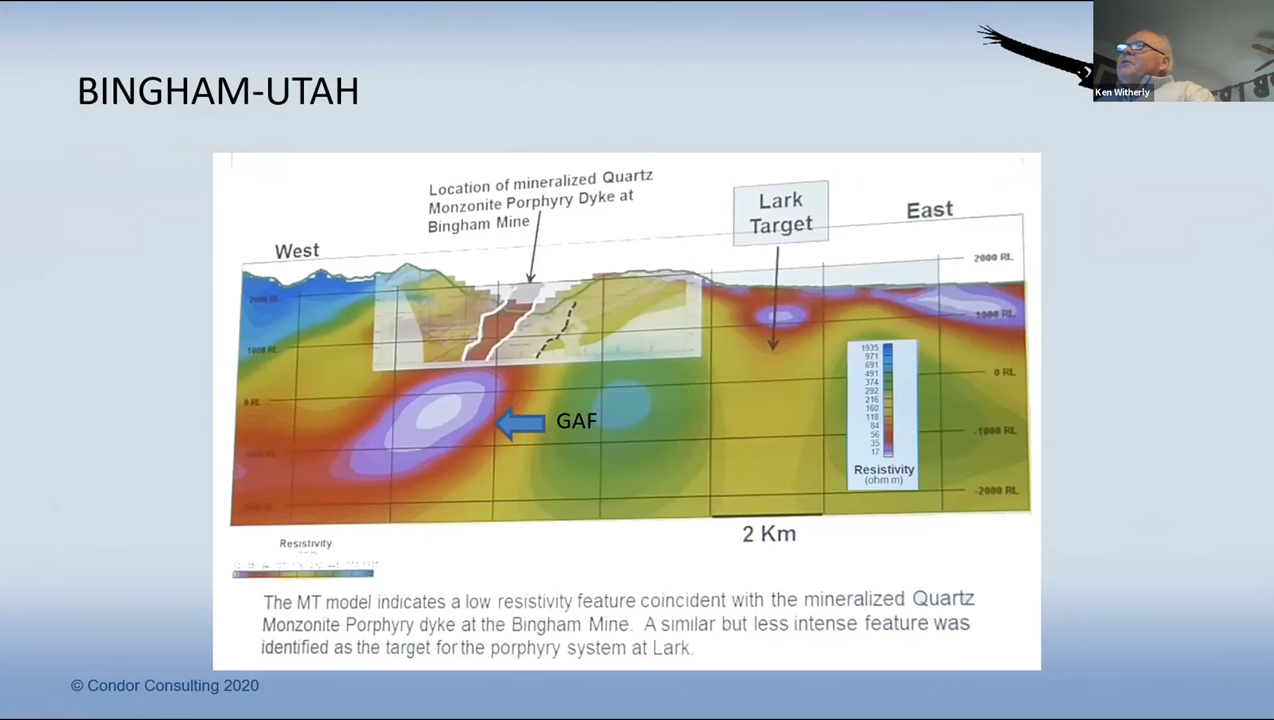 BINGHAM-UTAH
Ken Witherly
Location of mineralized Quartz
Monzonite Porphyry Dyke at
Bingham Mine
Lark
Target
West
East
2000 RL
1000 RL
0 RL
-1000 RL
-2000 RL
1000 RL
0 RL
GAF
1935
971
691
491
374
292
216
160
118
84
56
35
17
Resistivity
(ohm m)
2 Km
Resistivity
The MT model indicates a low resistivity feature coincident with the mineralized Quartz
Monzonite Porphyry dyke at the Bingham Mine. A similar but less intense feature was
identified as the target for the porphyry system at Lark.
© Condor Consulting 2020